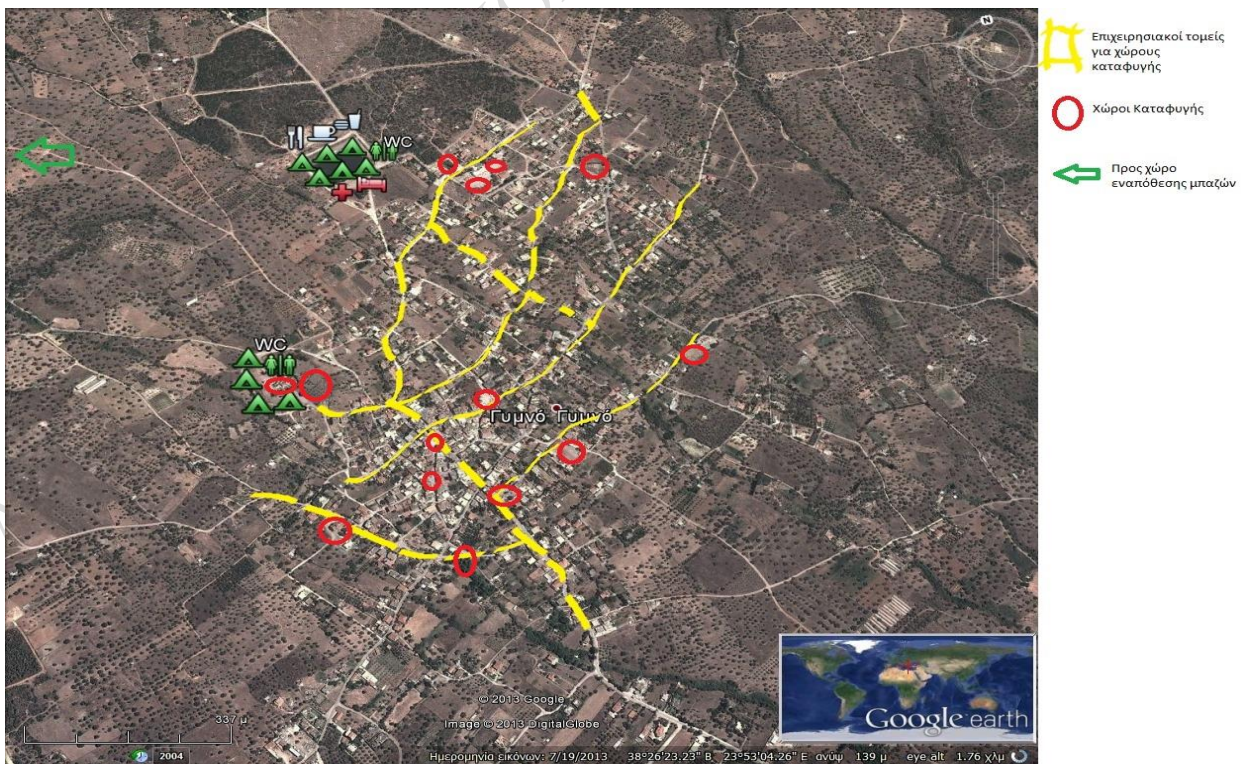 N
Επιχειρησιακοί τομείς
για χώρους
καταφυγής
Χώροι Καταφυγής
Προς χώρο
εναπόθεσης μπαζών
WC
WC
Γυμνό Γυμνό
© 2013 Google
Image © 2013 DigitalGlobe
Google earth
337 μ
2004
Ημερομηνία εικόνων: 7/19/2013 38°26'23.23" Β 23°53'04.26" Ε ανύψ 139 μ eye alt 1.76 χλμ